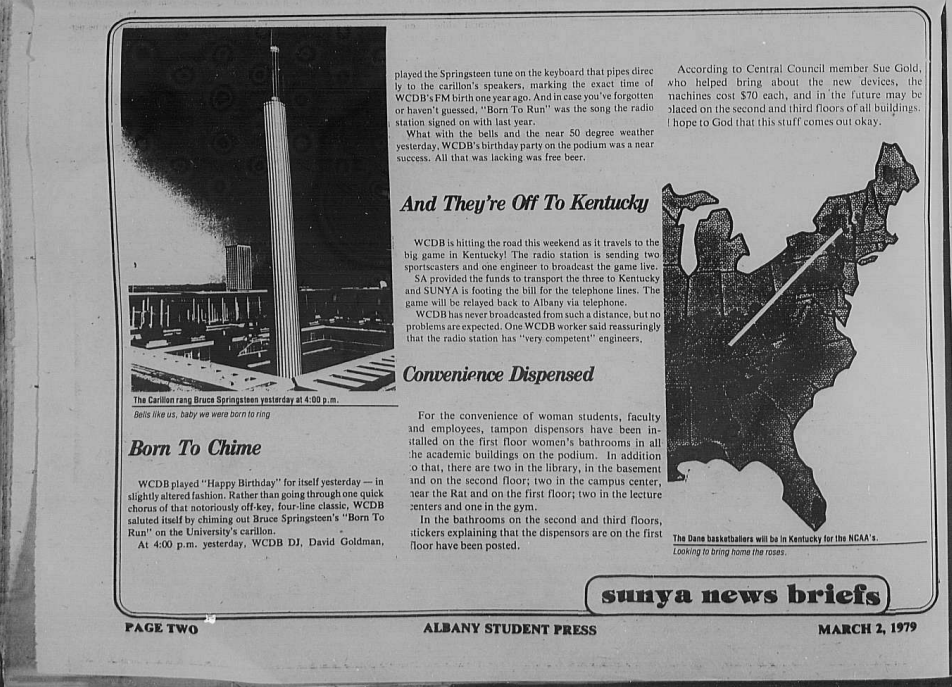 The Carillon rang Bruce Springsteen yesterday at 4:00 p.m.
Bells like us, baby we were born to ring
Born To Chime
WCDB played "Happy Birthday" for itself yesterday — in
slightly altered fashion. Rather than going through one quick
chorus of that notoriously off-key, four-line classic, WCDB
saluted itself by chiming out Bruce Springsteen's "Born To
Run" on the University's carillon.
At 4:00 p.m. yesterday, WCDB DJ, David Goldman,
played the Springsteen tune on the keyboard that pipes direc
ly to the carillon's speakers, marking the exact time of
WCDB's FM birth one year ago. And in case you've forgotten
or haven't guessed, "Born To Run" was the song the radio
station signed on with last year.
What with the bells and the near 50 degree weather
yesterday, WCDB's birthday party on the podium was a near
success. All that was lacking was free beer.
And They're Off To Kentucky
WCDB is hitting the road this weekend as it travels to the
big game in Kentucky! The radio station is sending two
sportscasters and one engineer to broadcast the game live.
SA provided the funds to transport the three to Kentucky
and SUNYA is footing the bill for the telephone lines. The
game will be relayed back to Albany via telephone.
WCDB has never broadcasted from such a distance, but no
problems are expected. One WCDB worker said reassuringly
that the radio station has "very competent" engineers.
Convenience Dispensed
For the convenience of woman students, faculty
and employees, tampon dispensors have been in-
stalled on the first floor women's bathrooms in all
the academic buildings on the podium. In addition
to that, there are two in the library, in the basement
and on the second floor; two in the campus center,
near the Rat and on the first floor; two in the lecture
centers and one in the gym.
In the bathrooms on the second and third floors,
stickers explaining that the dispensors are on the first
floor have been posted.
According to Central Council member Sue Gold,
who helped bring about the new devices, the
machines cost $70 each, and in the future may be
placed on the second and third floors of all buildings.
I hope to God that this stuff comes out okay.
The Dane basketballers will be in Kentucky for the NCAA's.
Looking to bring home the roses.
sunya news briefs
PAGE TWO
ALBANY STUDENT PRESS
MARCH 2, 1979